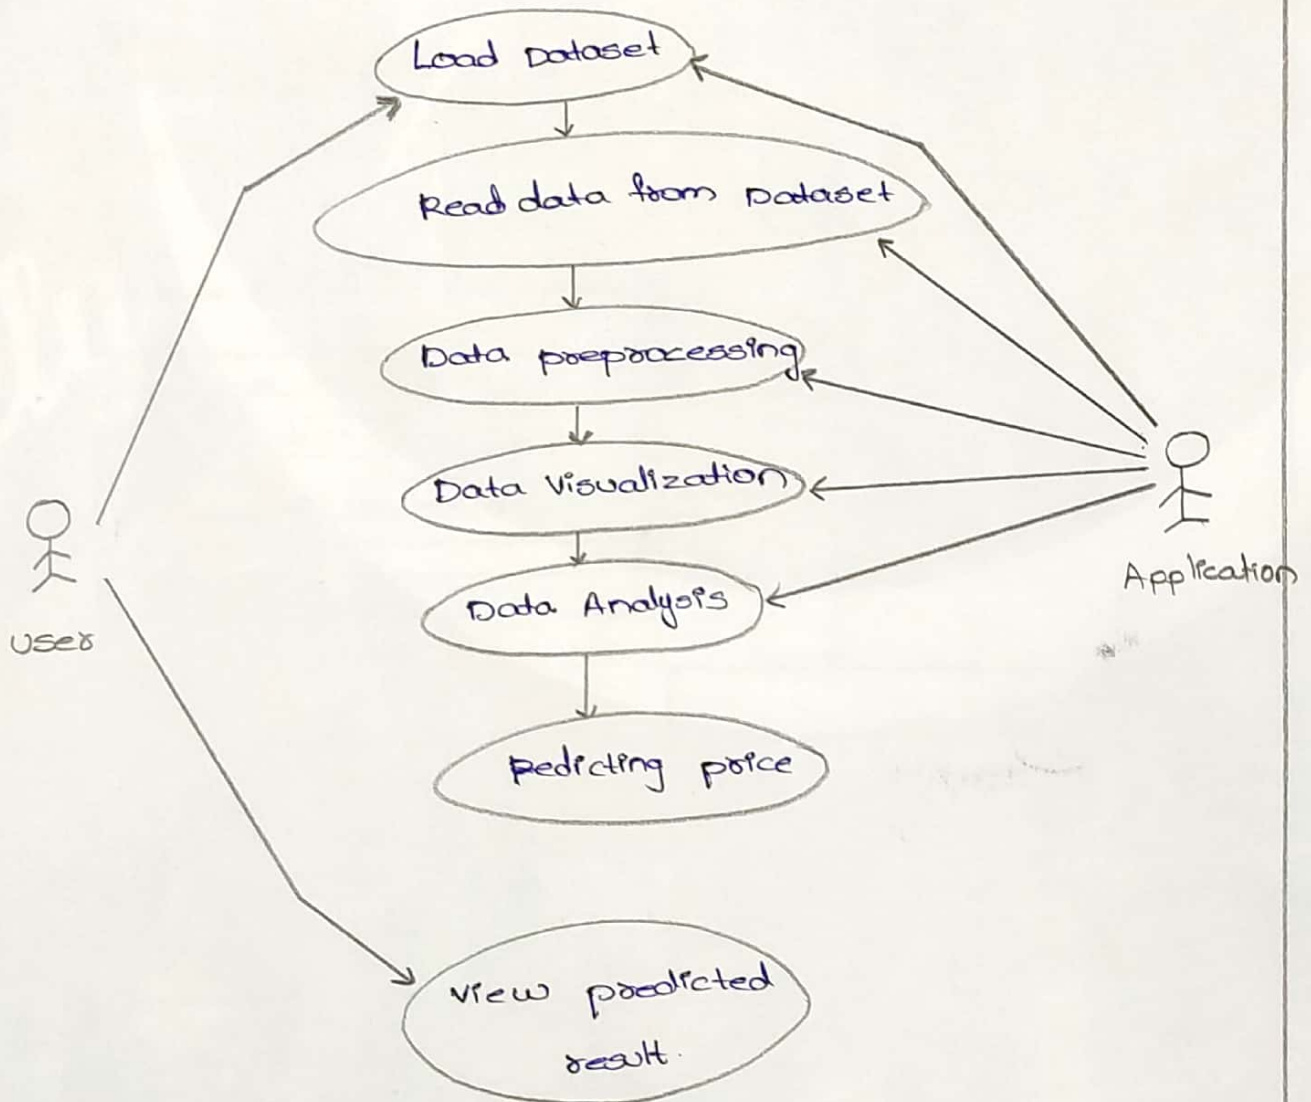 Load Dataset
Read data from Dataset
Data preprocessing
Data Visualization
Data Analysis
Application
User
Predicting price
View predicted
result.